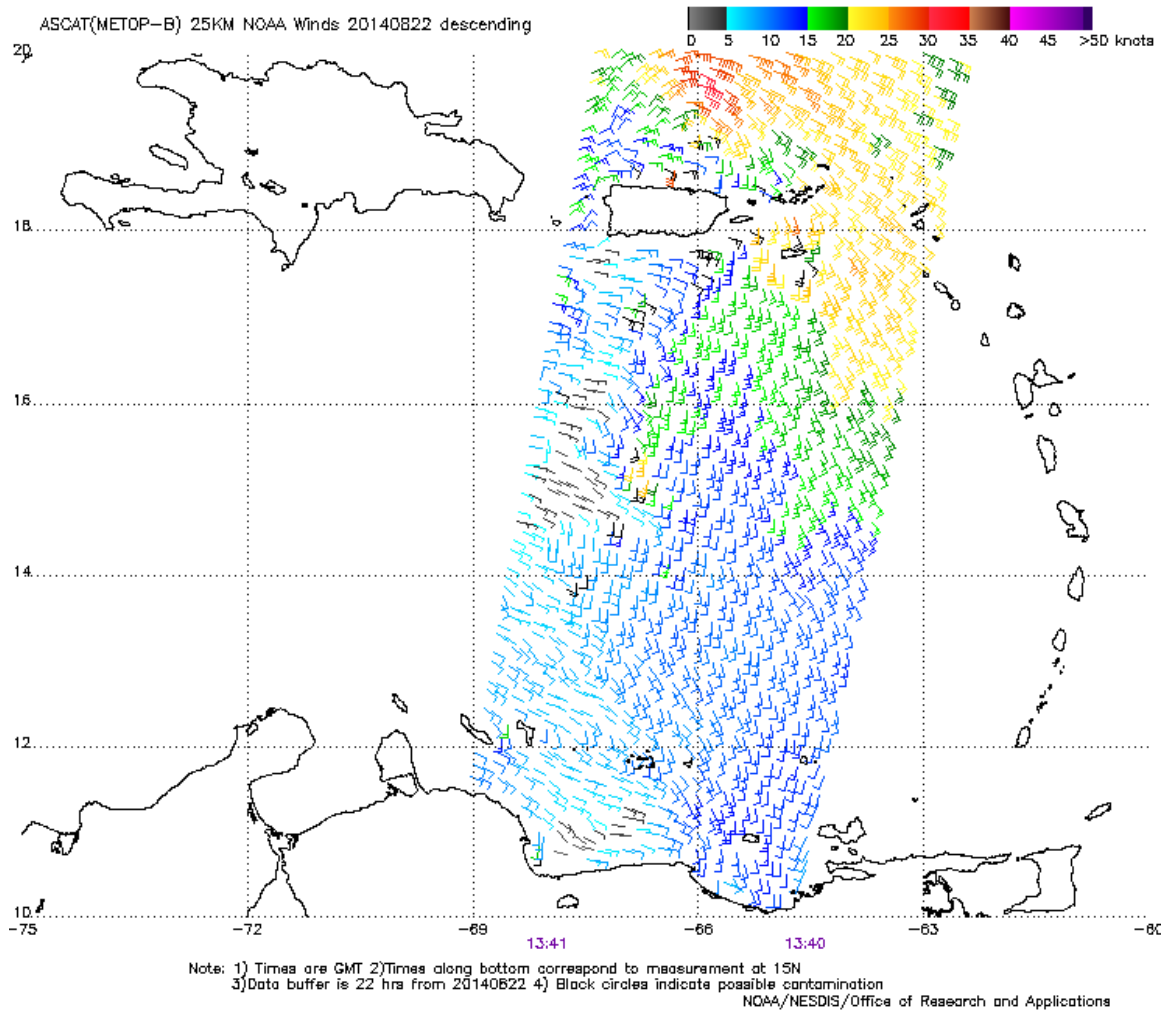 ASCAT(METOP-B) 25KM NOAA Winds 20140822 descending
0 5 10 15 20 25 30 35 40 45 >50 knots
20
18
16
14
12
10
-75 -72 -69 -66 -63 -60
13:41 13:40
Note: 1) Times are GMT 2)Times along bottom correspond to measurement at 15N
3)Data buffer is 22 hrs from 20140822 4) Black circles indicate possible contamination
NOAA/NESDIS/Office of Research and Applications